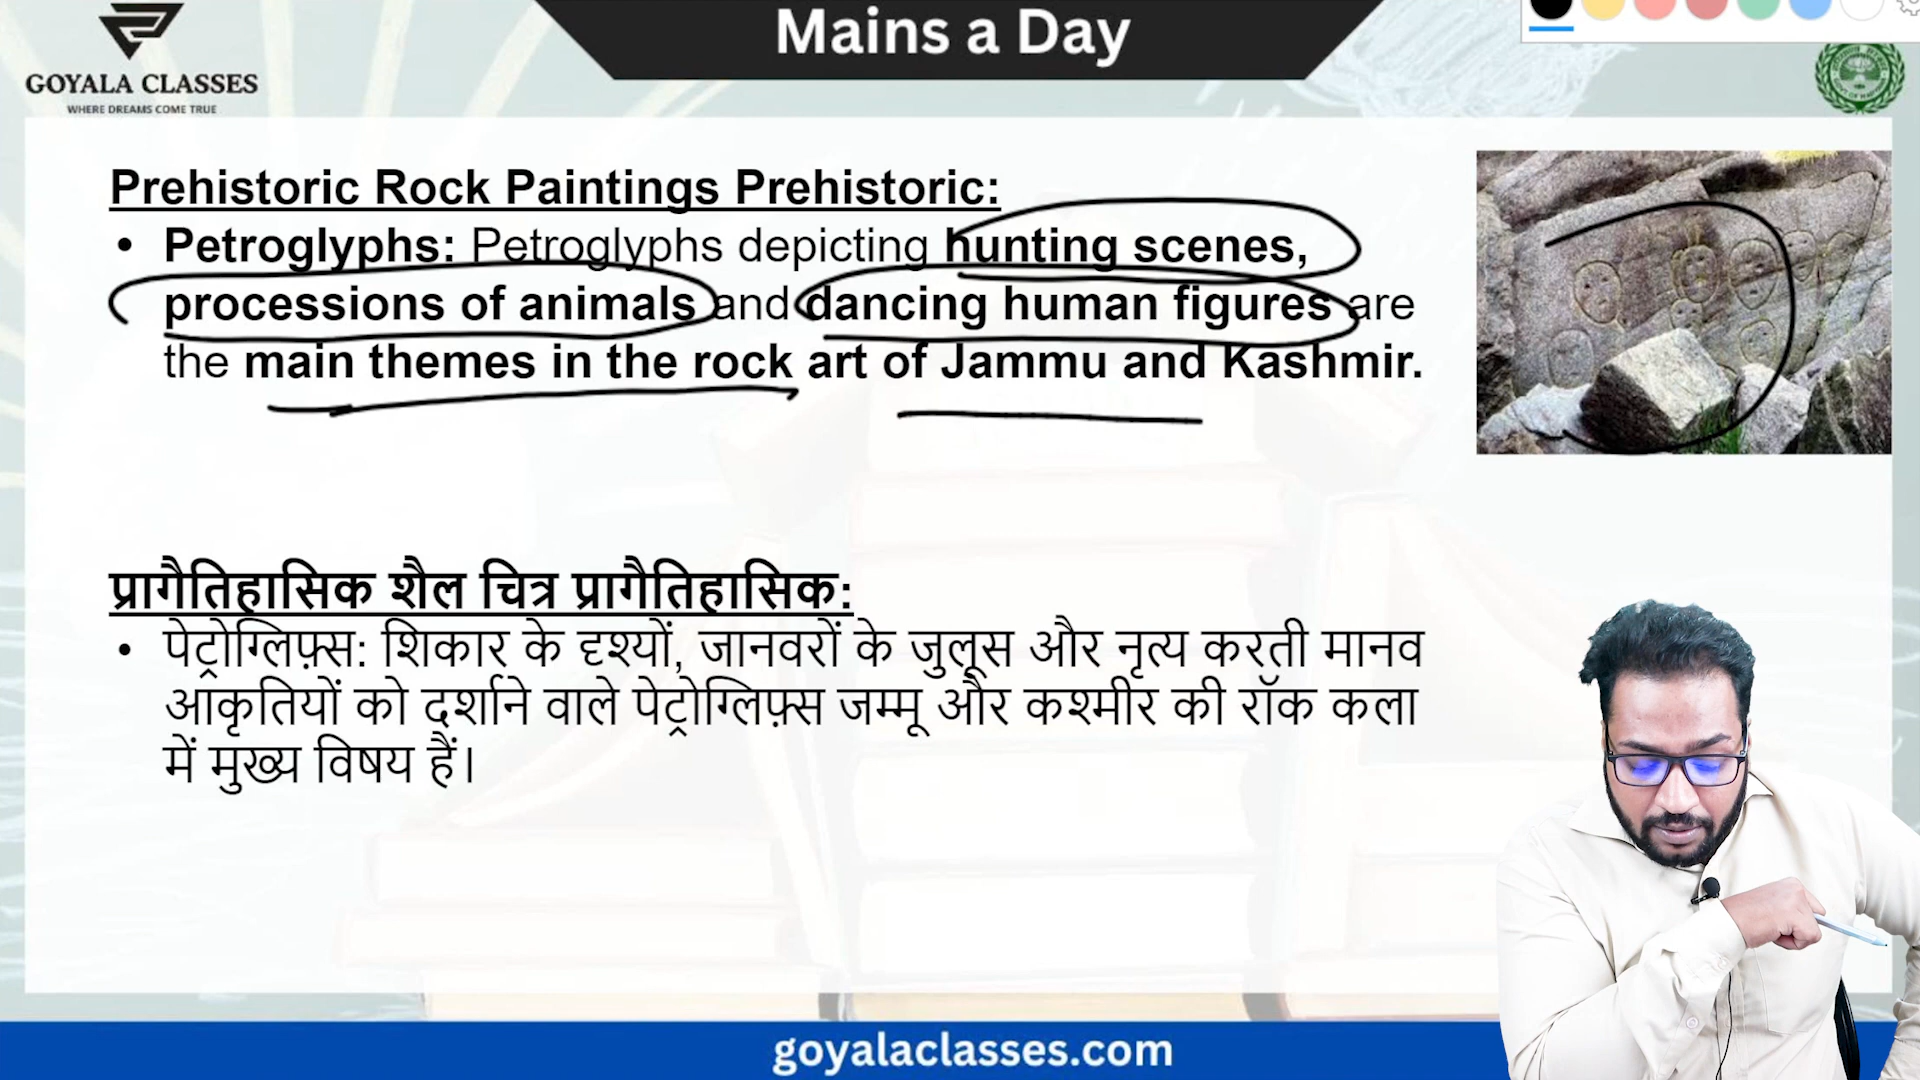 Mains a Day
GOYALA CLASSES
WHERE DREAMS COME TRUE
Prehistoric Rock Paintings Prehistoric:
• Petroglyphs: Petroglyphs depicting hunting scenes,
processions of animals and dancing human figures are
the main themes in the rock art of Jammu and Kashmir.
प्रागैतिहासिक शैल चित्र प्रागैतिहासिक:
• पेट्रोग्लिफ़्स: शिकार के दृश्यों, जानवरों के जुलूस और नृत्य करती मानव
आकृतियों को दर्शाने वाले पेट्रोग्लिफ़्स जम्मू और कश्मीर की रॉक कला
में मुख्य विषय हैं।
goyalaclasses.com